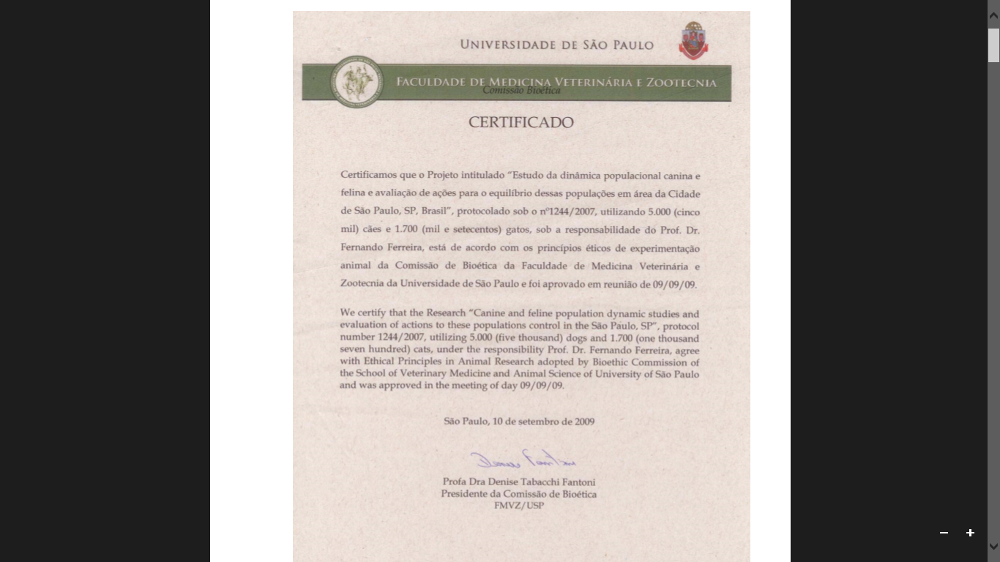 UNIVERSIDADE DE SÃO PAULO
FACULDADE DE MEDICINA VETERINÁRIA E ZOOTECNIA
Comissão Bioética
CERTIFICADO
Certificamos que o Projeto intitulado “Estudo da dinâmica populacional canina e
felina e avaliação de ações para o equilíbrio dessas populações em área da Cidade
de São Paulo, SP, Brasil”, protocolado sob o nº1244/2007, utilizando 5.000 (cinco
mil) cães e 1.700 (mil e setecentos) gatos, sob a responsabilidade do Prof. Dr.
Fernando Ferreira, está de acordo com os princípios éticos de experimentação
animal da Comissão de Bioética da Faculdade de Medicina Veterinária e
Zootecnia da Universidade de São Paulo e foi aprovado em reunião de 09/09/09.
We certify that the Research “Canine and feline population dynamic studies and
evaluation of actions to these populations control in the São Paulo, SP”, protocol
number 1244/2007, utilizing 5.000 (five thousand) dogs and 1.700 (one thousand
seven hundred) cats, under the responsibility Prof. Dr. Fernando Ferreira, agree
with Ethical Principles in Animal Research adopted by Bioethic Commission of
the School of Veterinary Medicine and Animal Science of University of São Paulo
and was approved in the meeting of day 09/09/09.
São Paulo, 10 de setembro de 2009
Profa Dra Denise Tabacchi Fantoni
Presidente da Comissão de Bioética
FMVZ/USP